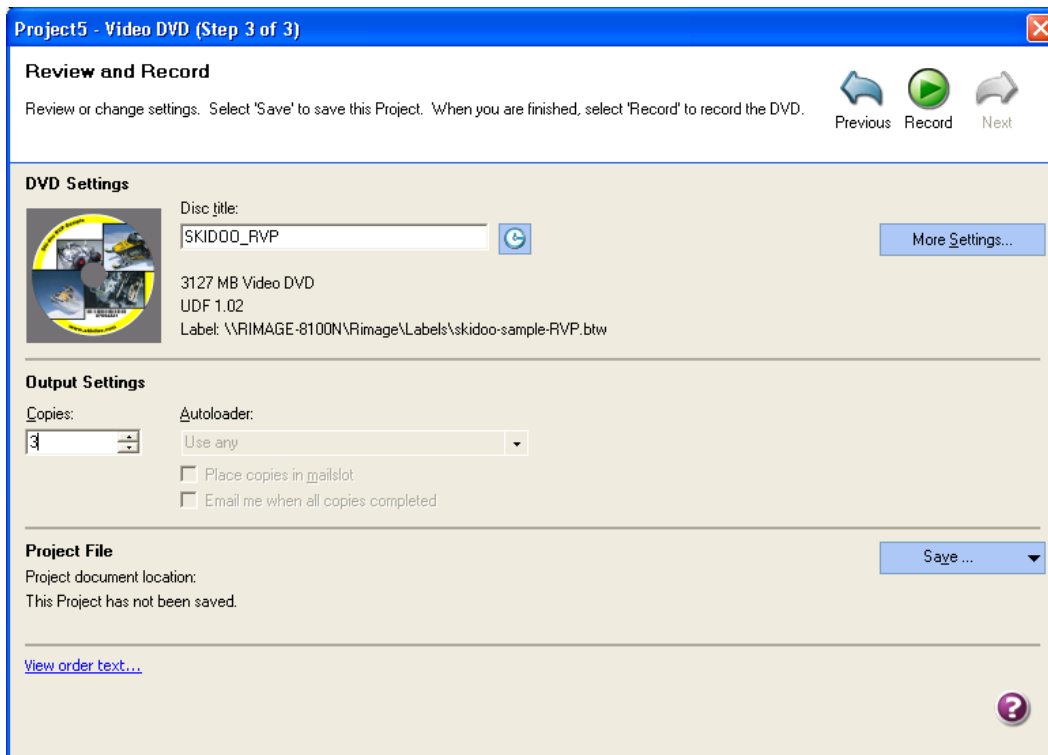 Project5 - Video DVD (Step 3 of 3)
Review and Record
Review or change settings. Select 'Save' to save this Project. When you are finished, select 'Record' to record the DVD.
Previous
Record
Next
DVD Settings
Disc title:
SKIDOO_RVP
More Settings...
3127 MB Video DVD
UDF 1.02
Label: \\RIMAGE-8100N\Rimage\Labels\skidoo-sample-RVP.btw
www.skidoo.com
Output Settings
Copies:
Autoloader:
3
Use any
Place copies in mailslot
Email me when all copies completed
Project File
Project document location:
This Project has not been saved.
Save ...
View order text...
?